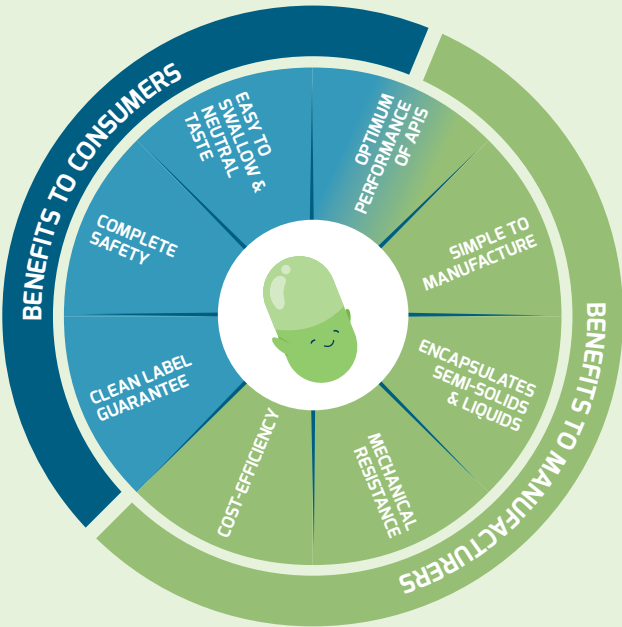 BENEFITS TO CONSUMERS
EASY TO
SWALLOW &
NEUTRAL
TASTE
COMPLETE
SAFETY
CLEAN LABEL
GUARANTEE
OPTIMUM
PERFORMANCE
OF APIS
BENEFITS TO MANUFACTURERS
SIMPLE TO
MANUFACTURE
ENCAPSULATES
SEMI-SOLIDS
& LIQUIDS
MECHANICAL
RESISTANCE
COST-EFFICIENCY